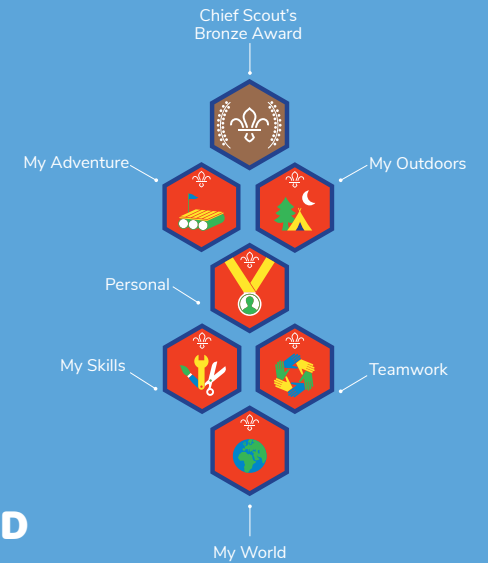 Chief Scout's
Bronze Award
My Adventure
My Outdoors
Personal
My Skills
Teamwork
D
My World